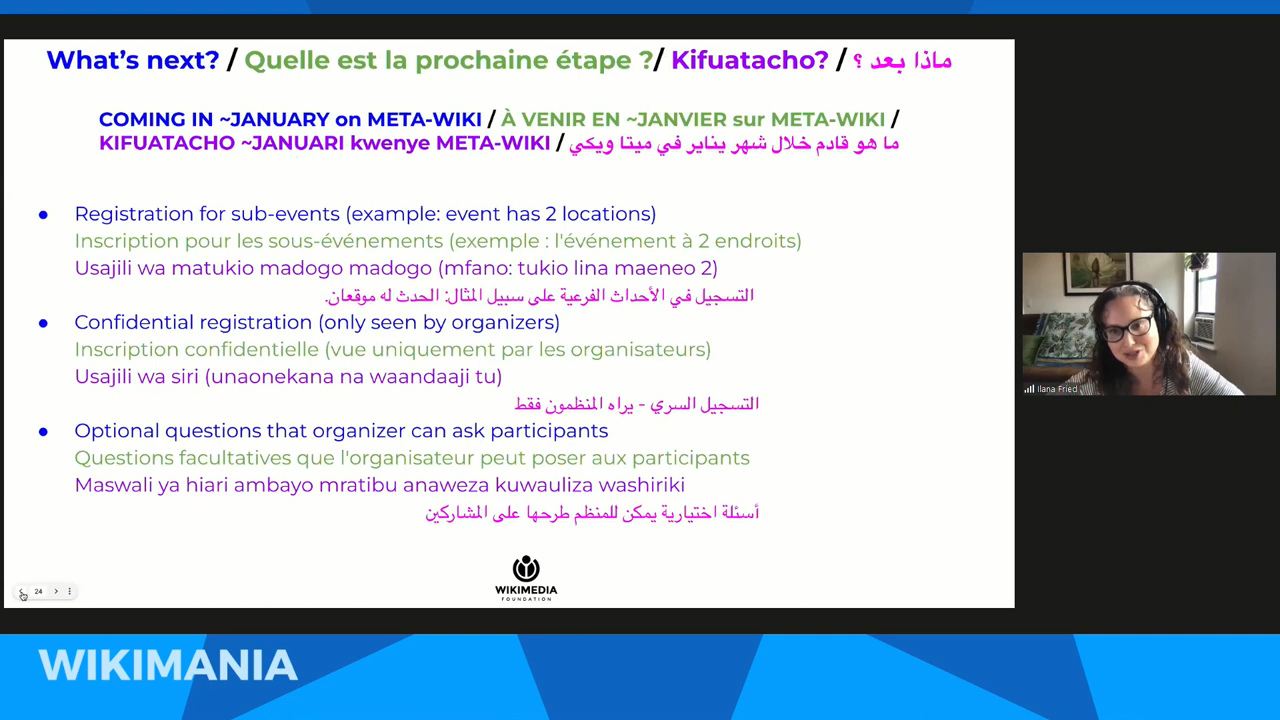 What's next? / Quelle est la prochaine étape ?/ Kifuatacho? / ماذا بعد ؟
COMING IN ~JANUARY on META-WIKI / À VENIR EN ~JANVIER sur META-WIKI /
KIFUATACHO ~JANUARI kwenye META-WIKI / ما هو قادم خلال شهر يناير في ميتا ويكي
● Registration for sub-events (example: event has 2 locations)
Inscription pour les sous-événements (exemple : l'événement à 2 endroits)
Usajili wa matukio madogo madogo (mfano: tukio lina maeneo 2)
التسجيل في الأحداث الفرعية على سبيل المثال: الحدث له موقعان.
● Confidential registration (only seen by organizers)
Inscription confidentielle (vue uniquement par les organisateurs)
Usajili wa siri (unaonekana na waandaaji tu)
التسجيل السري - يراه المنظمون فقط
● Optional questions that organizer can ask participants
Questions facultatives que l'organisateur peut poser aux participants
Maswali ya hiari ambayo mratibu anaweza kuwauliza washiriki
أسئلة اختيارية يمكن للمنظم طرحها على المشاركين
WIKIMEDIA
FOUNDATION
24
Ilana Fried
WIKIMANIA